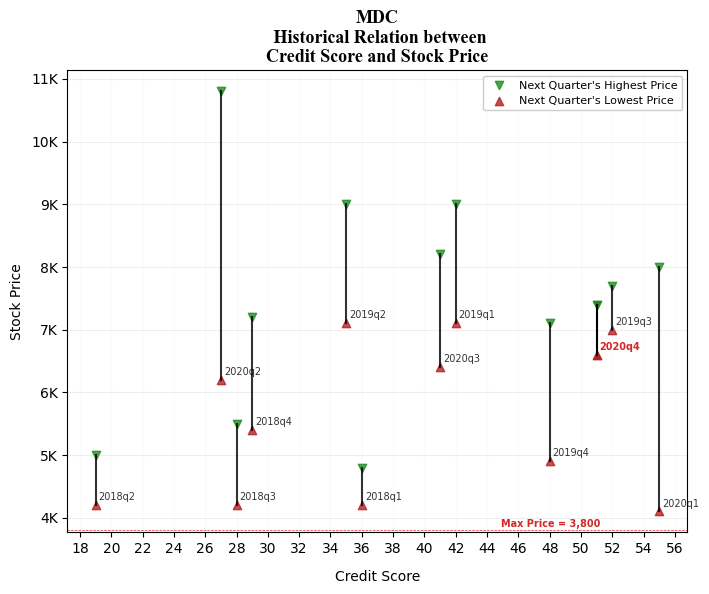 MDC
Historical Relation between
Credit Score and Stock Price
Next Quarter's Highest Price
Next Quarter's Lowest Price
Stock Price
11K
10K
9K
8K
7K
6K
5K
4K
2018q2
2020q2
2018q3
2018q4
2019q2
2018q1
2020q3
2019q1
2019q4
2020q4
2019q3
2020q1
Max Price = 3,800
18 20 22 24 26 28 30 32 34 36 38 40 42 44 46 48 50 52 54 56
Credit Score